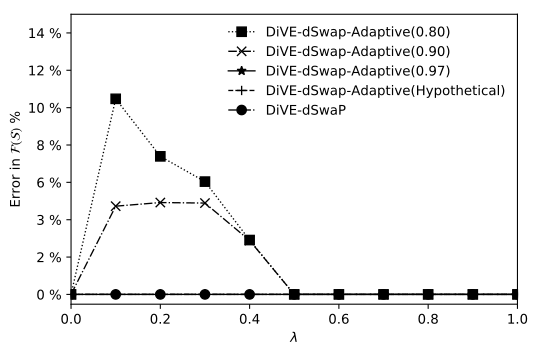 14 %
12 %
10 %
8 %
6 %
3 %
2 %
0 %
Error in 𝓕(𝒮) %
DiVE-dSwap-Adaptive(0.80)
DiVE-dSwap-Adaptive(0.90)
DiVE-dSwap-Adaptive(0.97)
DiVE-dSwap-Adaptive(Hypothetical)
DiVE-dSwaP
0.0 0.2 0.4 0.6 0.8 1.0
λ